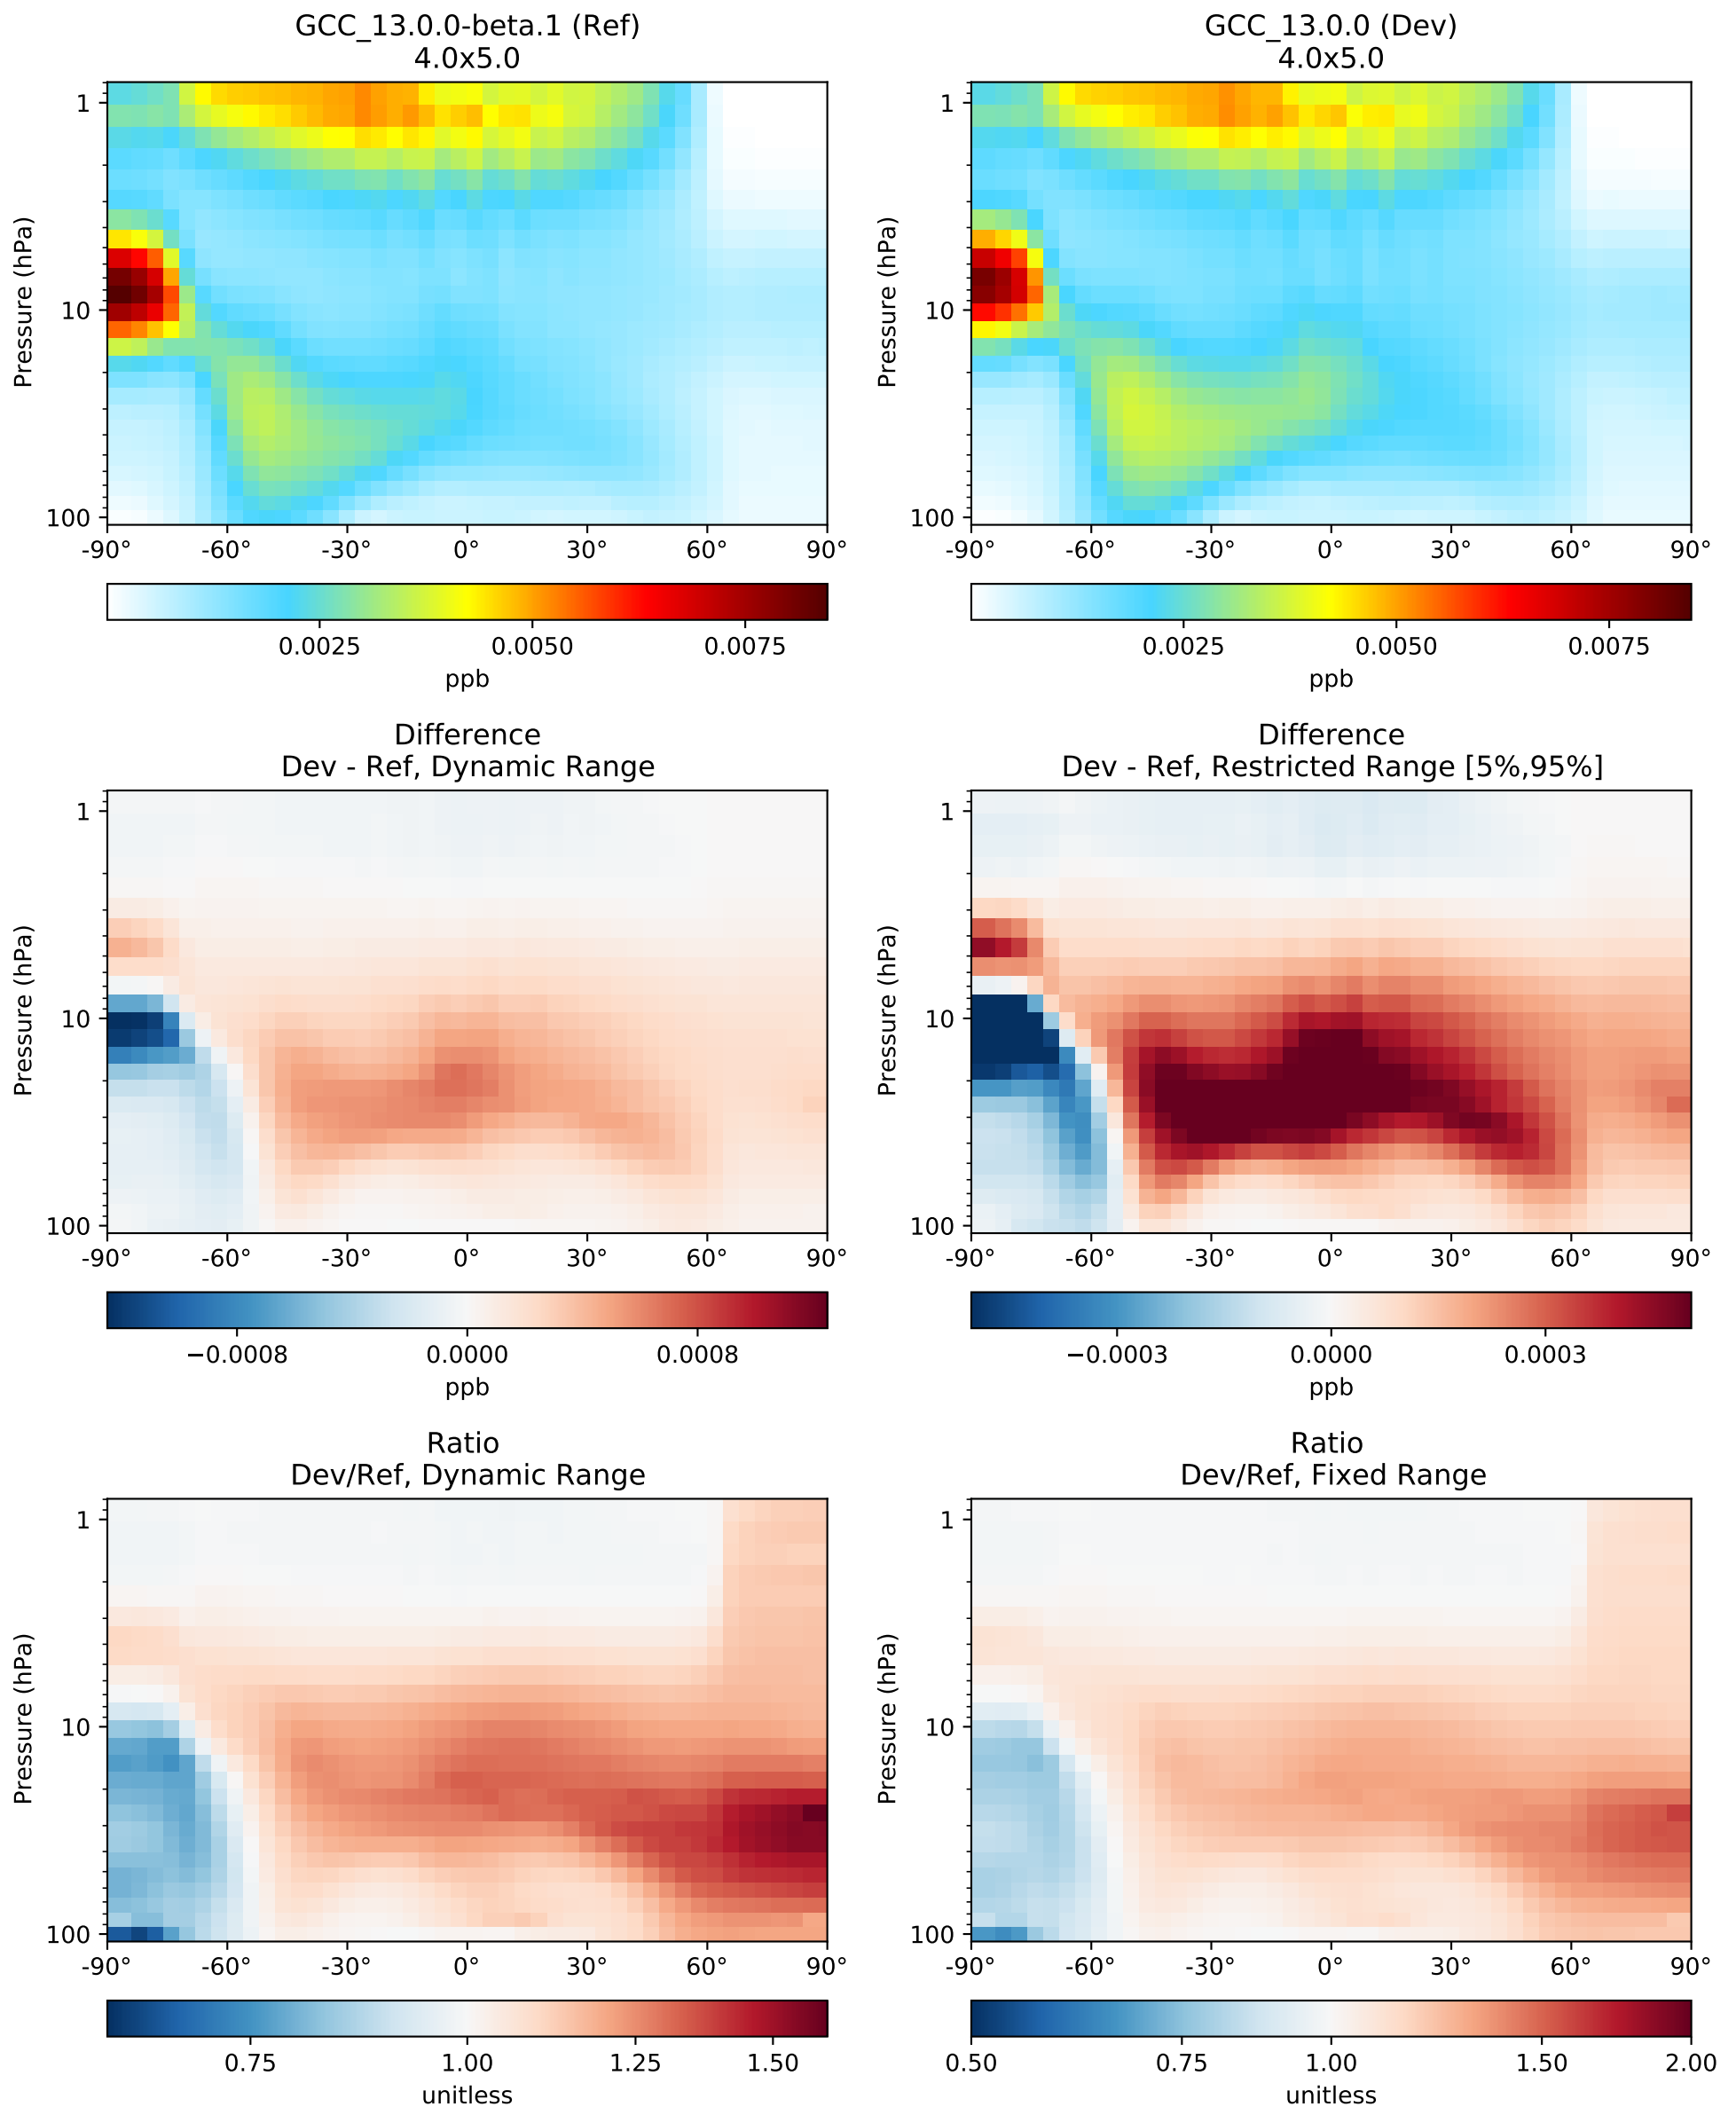 GCC_13.0.0-beta.1 (Ref)
4.0x5.0
Pressure (hPa)
1
10
100
-90° -60° -30° 0° 30° 60° 90°
0.0025 0.0050 0.0075
ppb
GCC_13.0.0 (Dev)
4.0x5.0
Pressure (hPa)
1
10
100
-90° -60° -30° 0° 30° 60° 90°
0.0025 0.0050 0.0075
ppb
Difference
Dev - Ref, Dynamic Range
Pressure (hPa)
1
10
100
-90° -60° -30° 0° 30° 60° 90°
−0.0008 0.0000 0.0008
ppb
Difference
Dev - Ref, Restricted Range [5%,95%]
Pressure (hPa)
1
10
100
-90° -60° -30° 0° 30° 60° 90°
−0.0003 0.0000 0.0003
ppb
Ratio
Dev/Ref, Dynamic Range
Pressure (hPa)
1
10
100
-90° -60° -30° 0° 30° 60° 90°
0.75 1.00 1.25 1.50
unitless
Ratio
Dev/Ref, Fixed Range
Pressure (hPa)
1
10
100
-90° -60° -30° 0° 30° 60° 90°
0.50 0.75 1.00 1.50 2.00
unitless